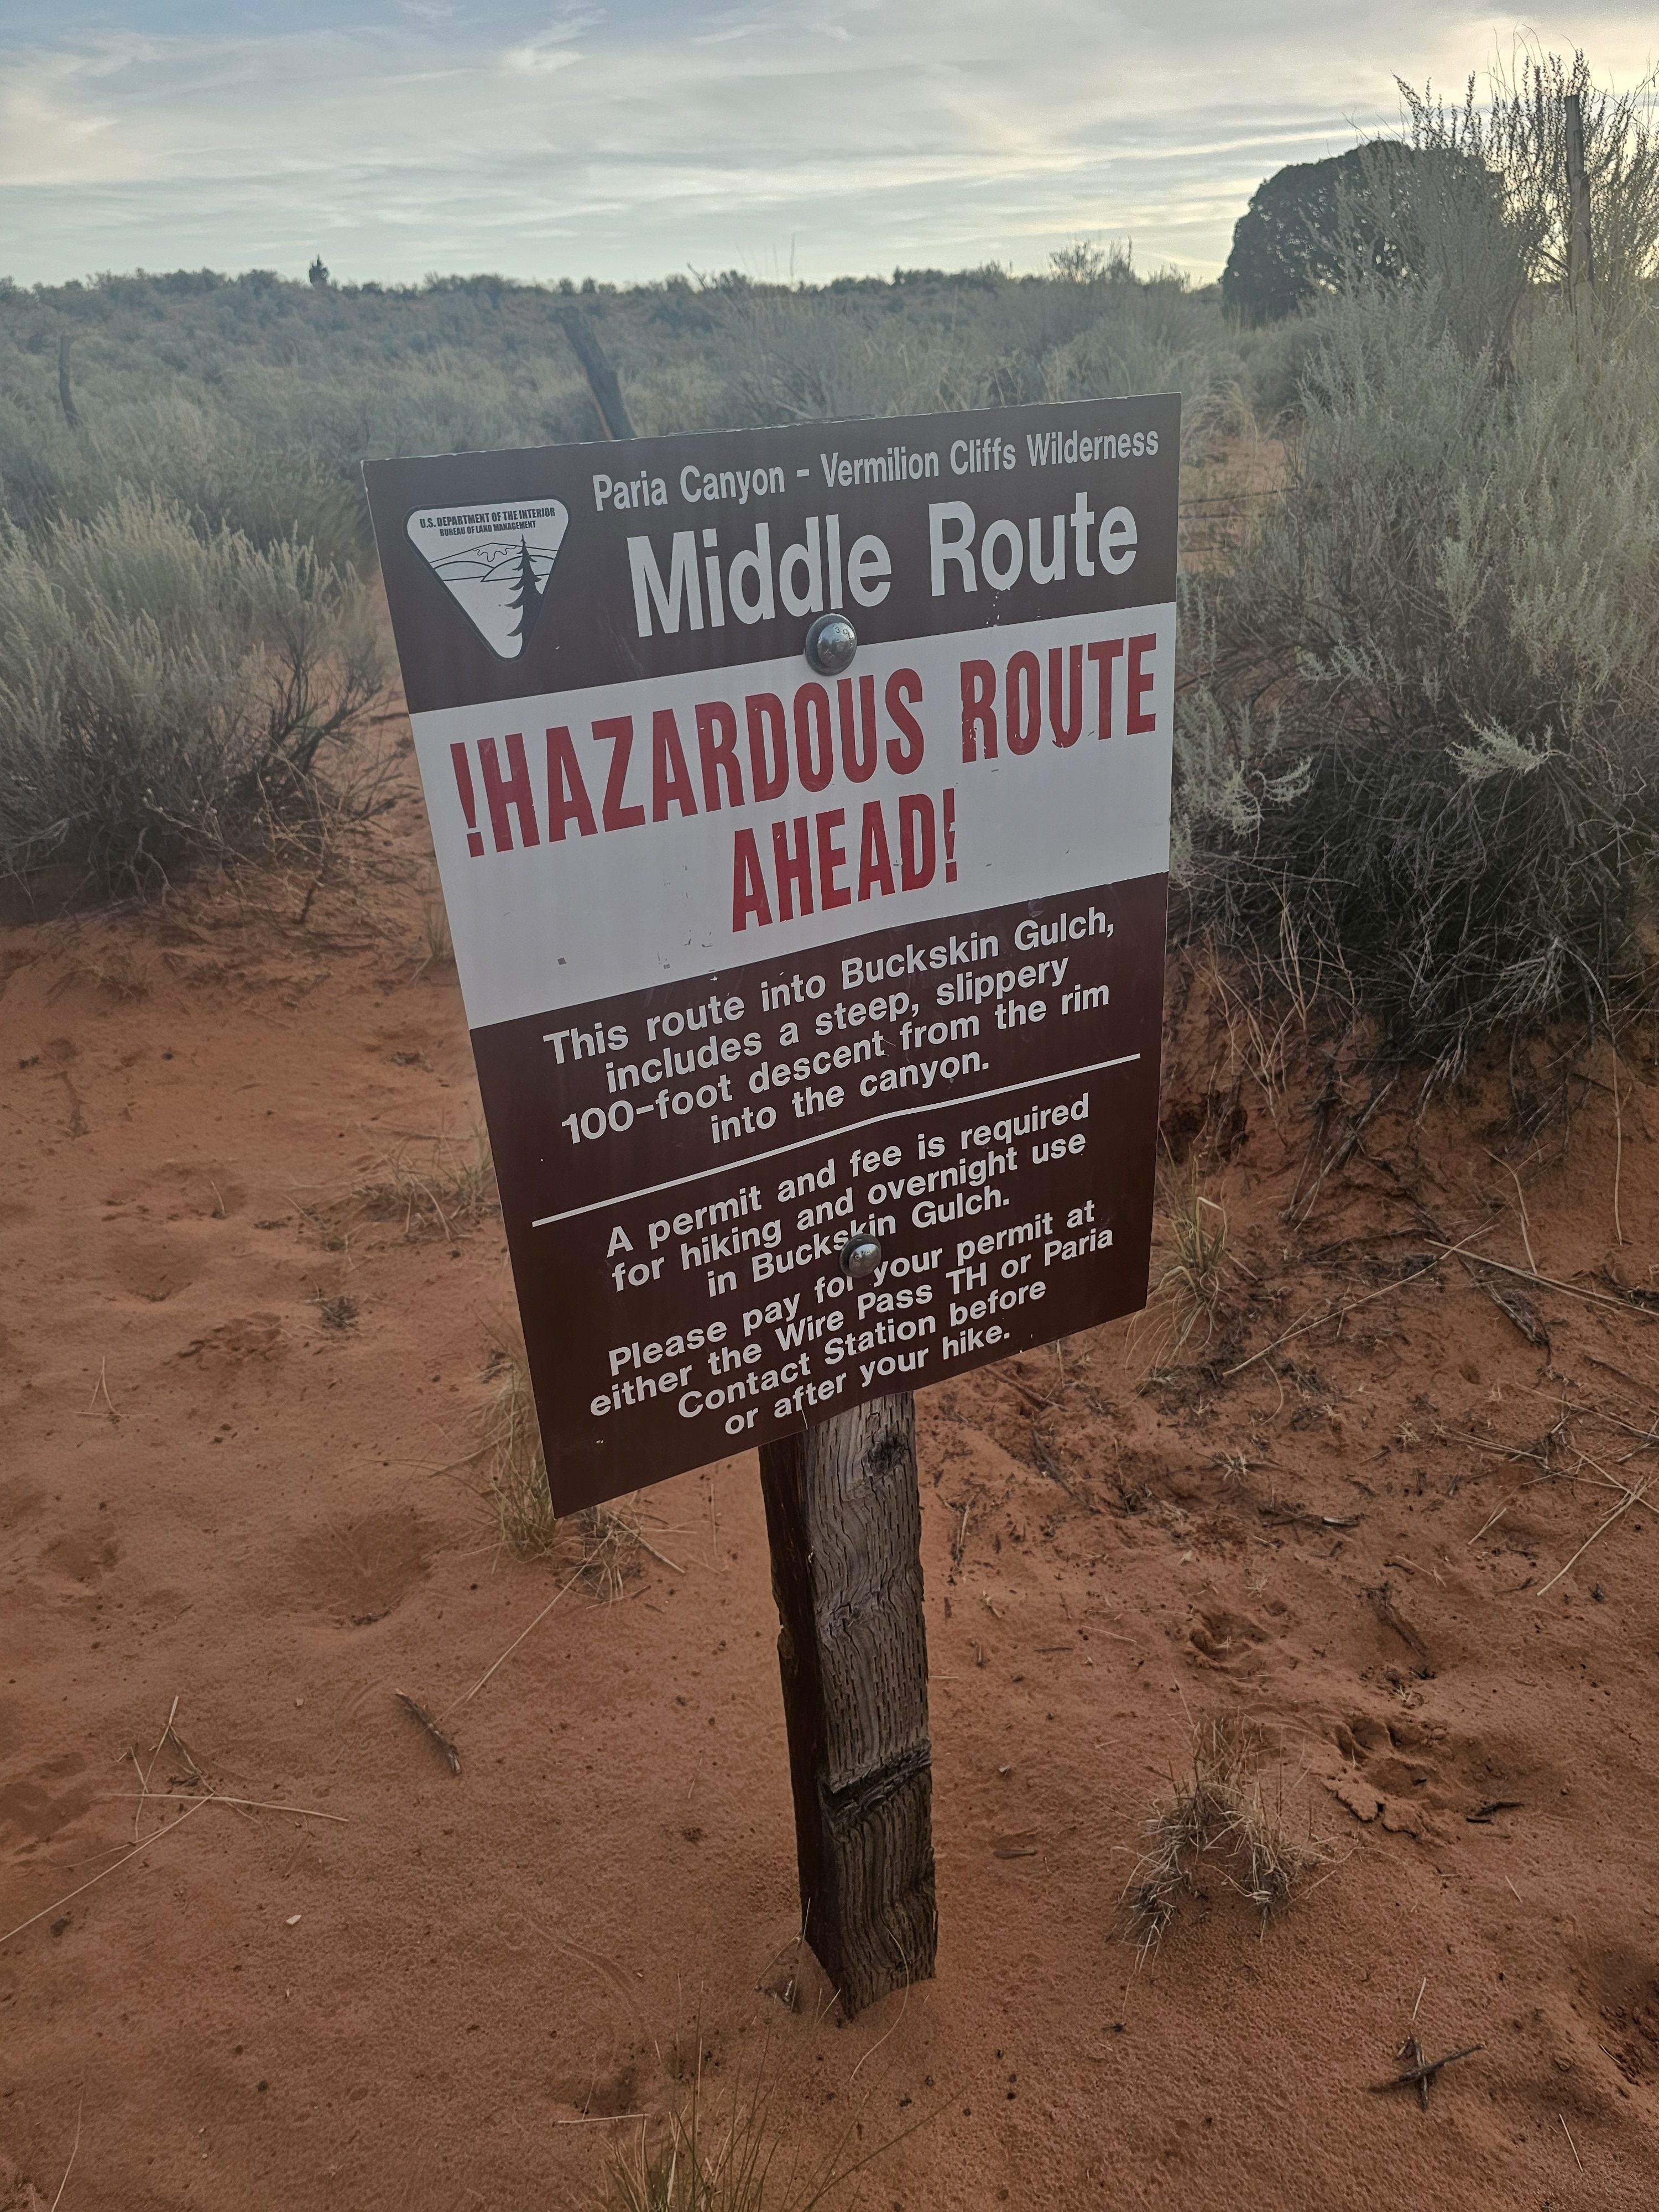 Paria Canyon - Vermilion Cliffs Wilderness
U.S. DEPARTMENT OF THE INTERIOR
BUREAU OF LAND MANAGEMENT
Middle Route
!HAZARDOUS ROUTE
AHEAD!
This route into Buckskin Gulch,
includes a steep, slippery
100-foot descent from the rim
into the canyon.
A permit and fee is required
for hiking and overnight use
in Buckskin Gulch.
Please pay for your permit at
either the Wire Pass TH or Paria
Contact Station before
or after your hike.